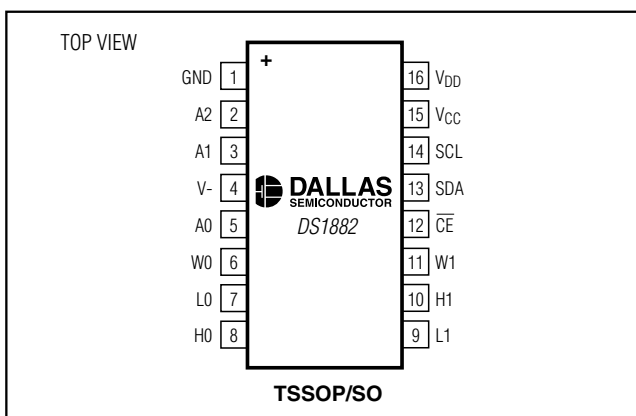 TOP VIEW
+
GND 1
A2 2
A1 3
V- 4
A0 5
W0 6
L0 7
H0 8
16 VDD
15 VCC
14 SCL
13 SDA
12 C̅E̅
11 W1
10 H1
9 L1
DALLAS
SEMICONDUCTOR
DS1882
TSSOP/SO